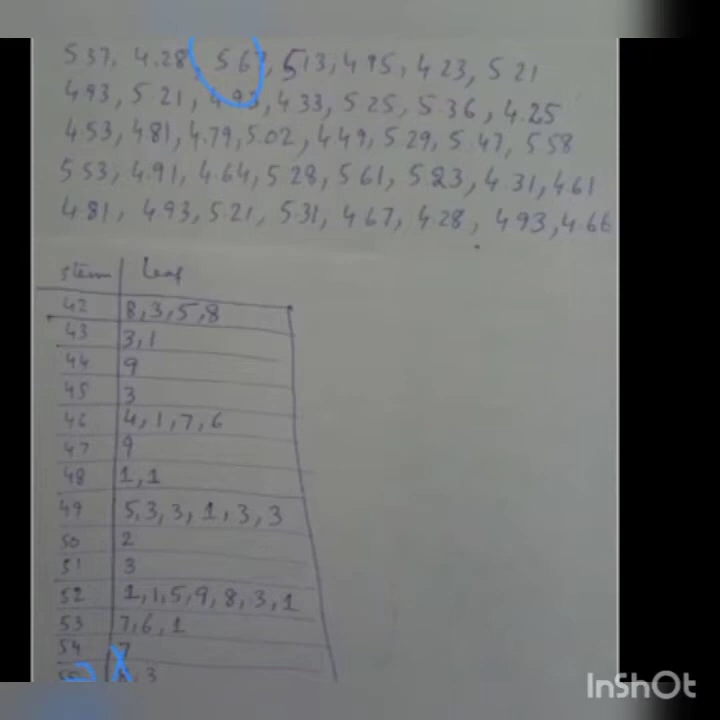 5.37, 4.28, 5.67, 5.13, 4.95, 4.23, 5.21
4.93, 5.21, 4.93, 4.33, 5.25, 5.36, 4.25
4.53, 4.81, 4.79, 5.02, 4.49, 5.29, 5.47, 5.58
5.53, 4.91, 4.64, 5.28, 5.61, 5.23, 4.31, 4.61
4.81, 4.93, 5.21, 5.31, 4.67, 4.28, 4.93, 4.66
stem Leaf
42 8,3,5,8
43 3,1
44 9
45 3
46 4,1,7,6
47 9
48 1,1
49 5,3,3,1,3,3
50 2
51 3
52 1,1,5,9,8,3,1
53 7,6,1
54 7
55 3
InShOt